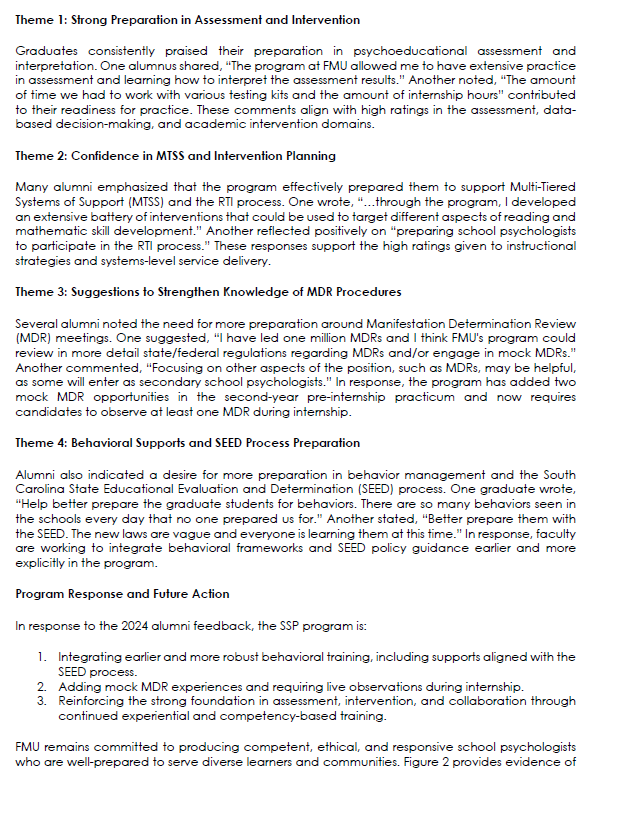 Theme 1: Strong Preparation in Assessment and Intervention
Graduates consistently praised their preparation in psychoeducational assessment and
interpretation. One alumnus shared, “The program at FMU allowed me to have extensive practice
in assessment and learning how to interpret the assessment results.” Another noted, “The amount
of time we had to work with various testing kits and the amount of internship hours” contributed
to their readiness for practice. These comments align with high ratings in the assessment, data-
based decision-making, and academic intervention domains.
Theme 2: Confidence in MTSS and Intervention Planning
Many alumni emphasized that the program effectively prepared them to support Multi-Tiered
Systems of Support (MTSS) and the RTI process. One wrote, “...through the program, I developed
an extensive battery of interventions that could be used to target different aspects of reading and
mathematic skill development.” Another reflected positively on “preparing school psychologists
to participate in the RTI process.” These responses support the high ratings given to instructional
strategies and systems-level service delivery.
Theme 3: Suggestions to Strengthen Knowledge of MDR Procedures
Several alumni noted the need for more preparation around Manifestation Determination Review
(MDR) meetings. One suggested, “I have led one million MDRs and I think FMU's program could
review in more detail state/federal regulations regarding MDRs and/or engage in mock MDRs.”
Another commented, “Focusing on other aspects of the position, such as MDRs, may be helpful,
as some will enter as secondary school psychologists.” In response, the program has added two
mock MDR opportunities in the second-year pre-internship practicum and now requires
candidates to observe at least one MDR during internship.
Theme 4: Behavioral Supports and SEED Process Preparation
Alumni also indicated a desire for more preparation in behavior management and the South
Carolina State Educational Evaluation and Determination (SEED) process. One graduate wrote,
“Help better prepare the graduate students for behaviors. There are so many behaviors seen in
the schools every day that no one prepared us for.” Another stated, “Better prepare them with
the SEED. The new laws are vague and everyone is learning them at this time.” In response, faculty
are working to integrate behavioral frameworks and SEED policy guidance earlier and more
explicitly in the program.
Program Response and Future Action
In response to the 2024 alumni feedback, the SSP program is:
1. Integrating earlier and more robust behavioral training, including supports aligned with the
SEED process.
2. Adding mock MDR experiences and requiring live observations during internship.
3. Reinforcing the strong foundation in assessment, intervention, and collaboration through
continued experiential and competency-based training.
FMU remains committed to producing competent, ethical, and responsive school psychologists
who are well-prepared to serve diverse learners and communities. Figure 2 provides evidence of